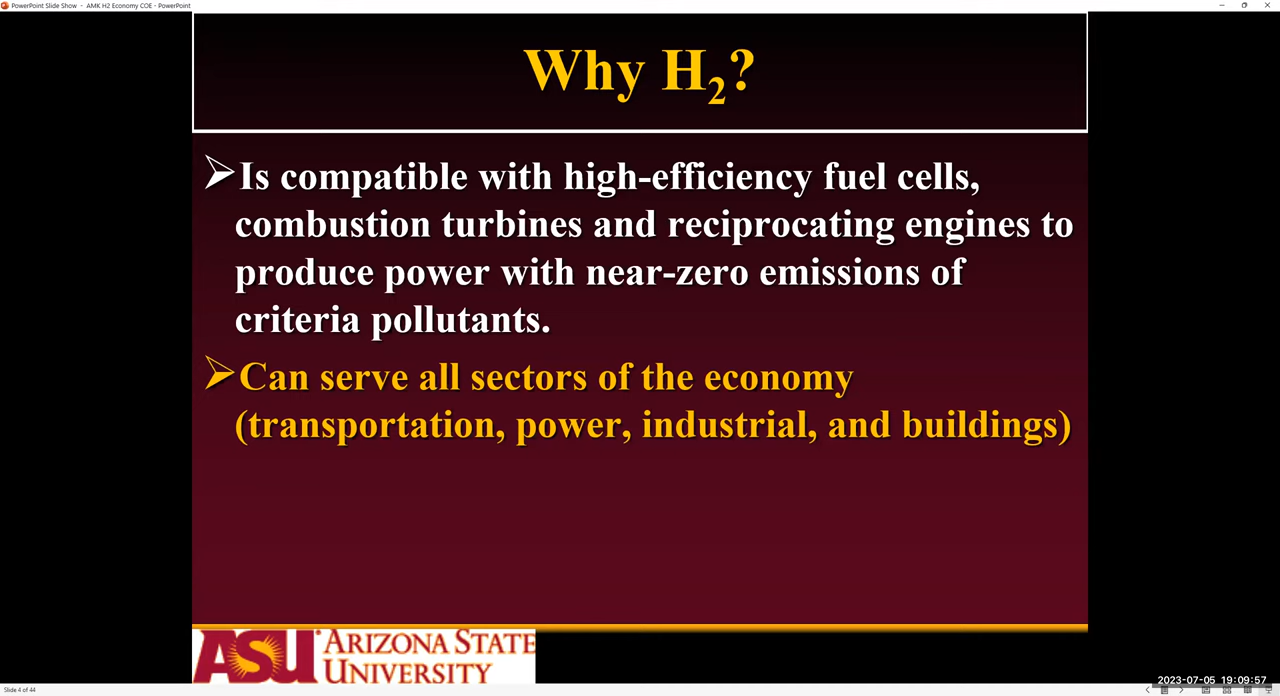 PowerPoint Slide Show - AMK H2 Economy COE - PowerPoint
Why H₂?
➢Is compatible with high-efficiency fuel cells,
combustion turbines and reciprocating engines to
produce power with near-zero emissions of
criteria pollutants.
➢Can serve all sectors of the economy
(transportation, power, industrial, and buildings)
ASU ARIZONA STATE
UNIVERSITY
2023-07-05 19:09:57
Slide 4 of 44